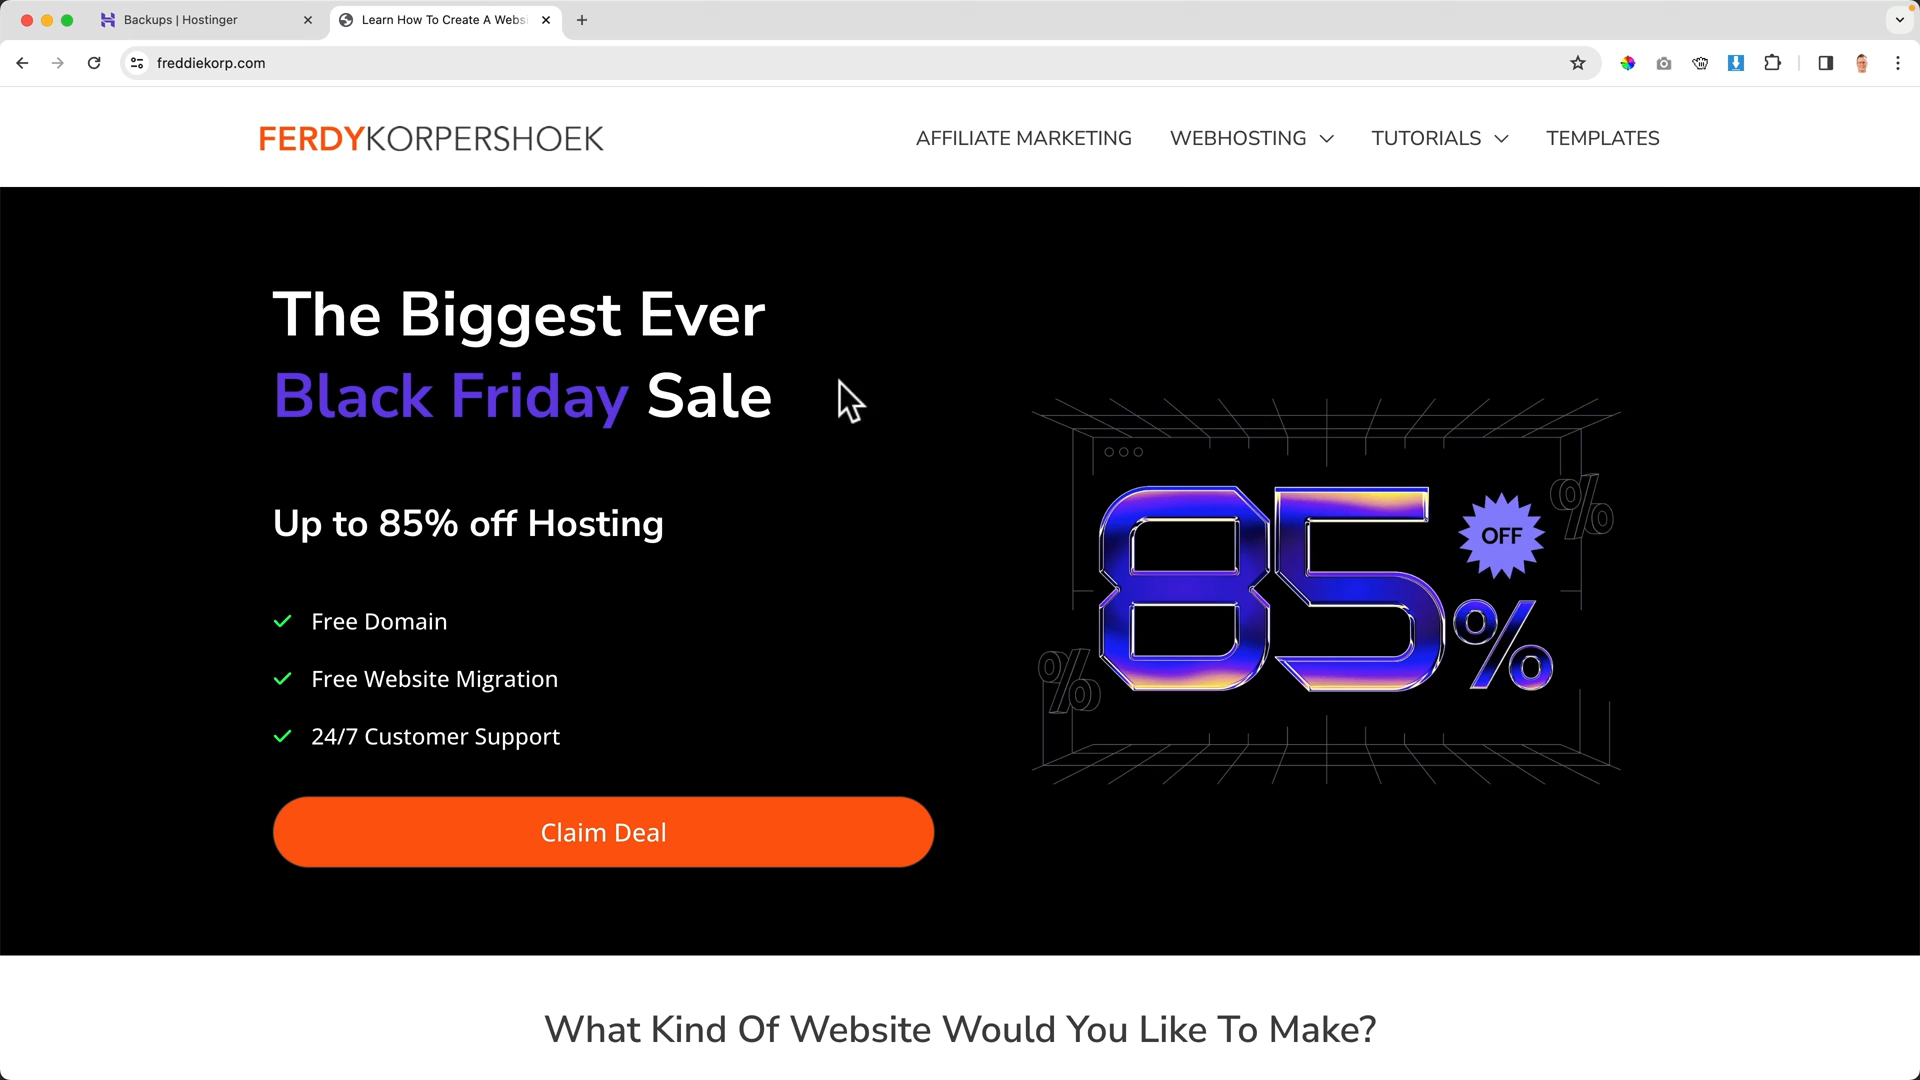 Backups | Hostinger
Learn How To Create A Websi
freddiekorp.com
FERDYKORPERSHOEK
AFFILIATE MARKETING
WEBHOSTING
TUTORIALS
TEMPLATES
The Biggest Ever
Black Friday Sale
Up to 85% off Hosting
Free Domain
Free Website Migration
24/7 Customer Support
Claim Deal
85%
OFF
%
%
What Kind Of Website Would You Like To Make?